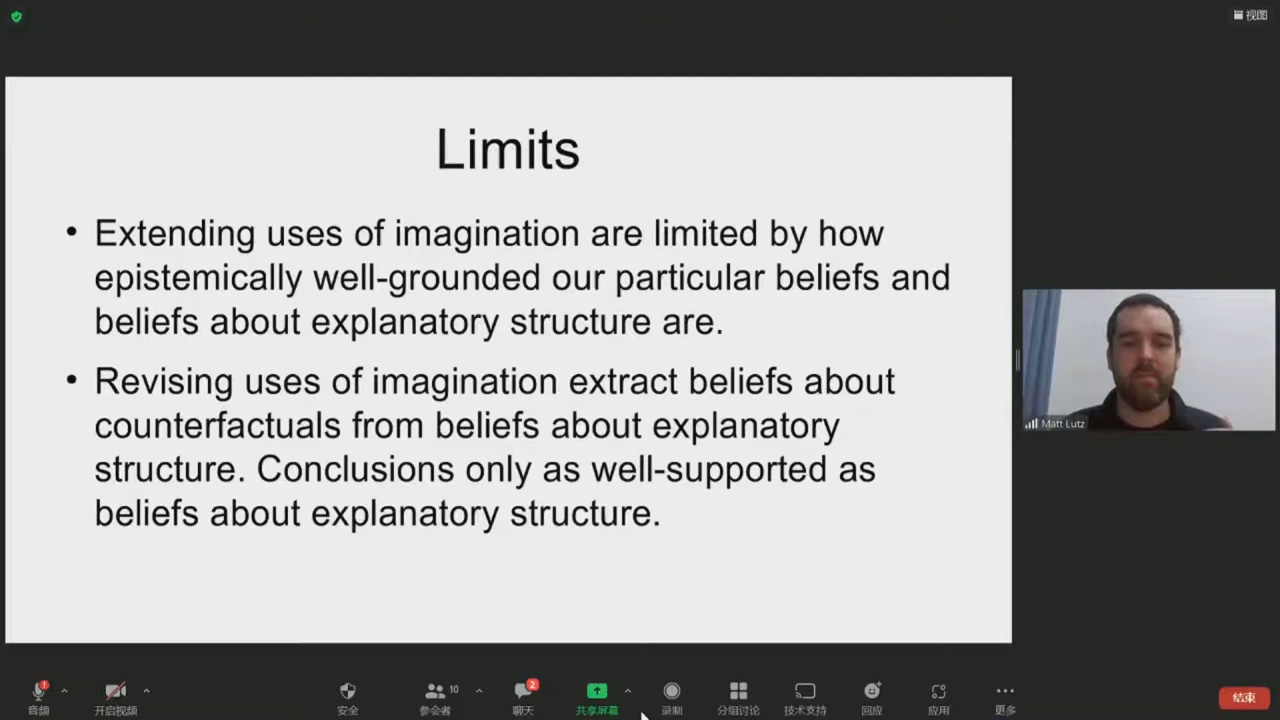 视图
Limits
• Extending uses of imagination are limited by how
epistemically well-grounded our particular beliefs and
beliefs about explanatory structure are.
• Revising uses of imagination extract beliefs about
counterfactuals from beliefs about explanatory
structure. Conclusions only as well-supported as
beliefs about explanatory structure.
Matt Lutz
10
2
音频
开启视频
安全
参会者
聊天
共享屏幕
录制
分组讨论
技术支持
回应
应用
更多
结束